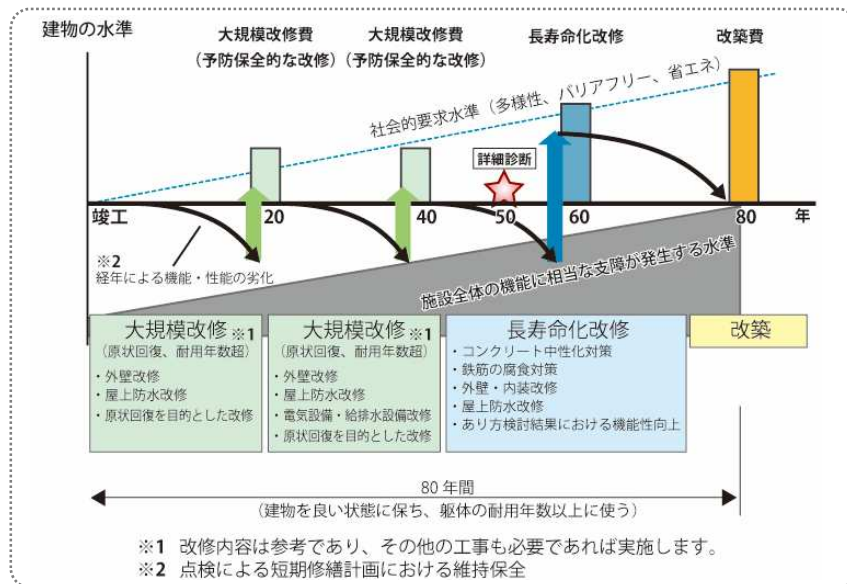 建物の水準
大規模改修費
(予防保全的な改修)
大規模改修費
(予防保全的な改修)
長寿命化改修
改築費
社会的要求水準(多様性、バリアフリー、省エネ)
詳細診断
竣工
20
40
50
60
80
年
※2
経年による機能・性能の劣化
施設全体の機能に相当な支障が発生する水準
大規模改修※1
(原状回復、耐用年数超)
・外壁改修
・屋上防水改修
・原状回復を目的とした改修
大規模改修※1
(原状回復、耐用年数超)
・外壁改修
・屋上防水改修
・電気設備・給排水設備改修
・原状回復を目的とした改修
長寿命化改修
・コンクリート中性化対策
・鉄筋の腐食対策
・外壁・内装改修
・屋上防水改修
・あり方検討結果における機能性向上
改築
80年間
(建物を良い状態に保ち、躯体の耐用年数以上に使う)
※1 改修内容は参考であり、その他の工事も必要であれば実施します。
※2 点検による短期修繕計画における維持保全